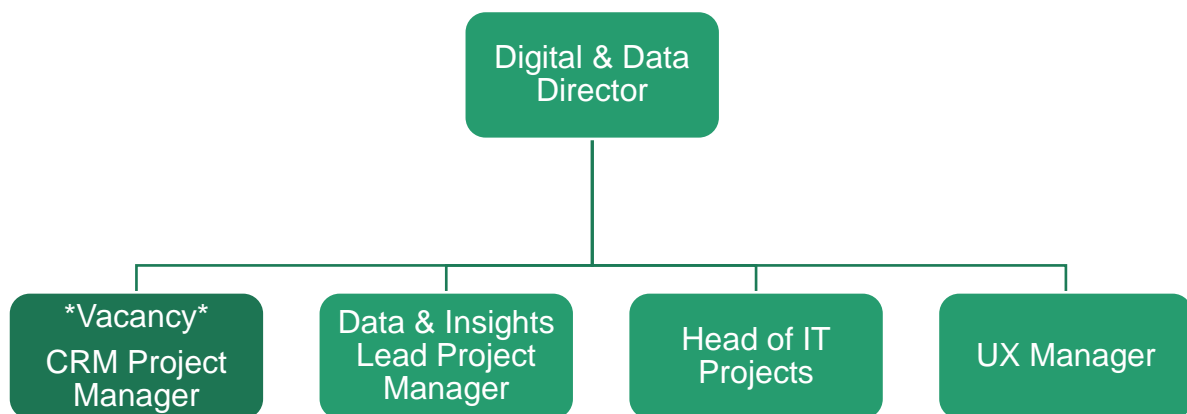 Digital & Data
Director
*Vacancy*
CRM Project
Manager
Data & Insights
Lead Project
Manager
Head of IT
Projects
UX Manager